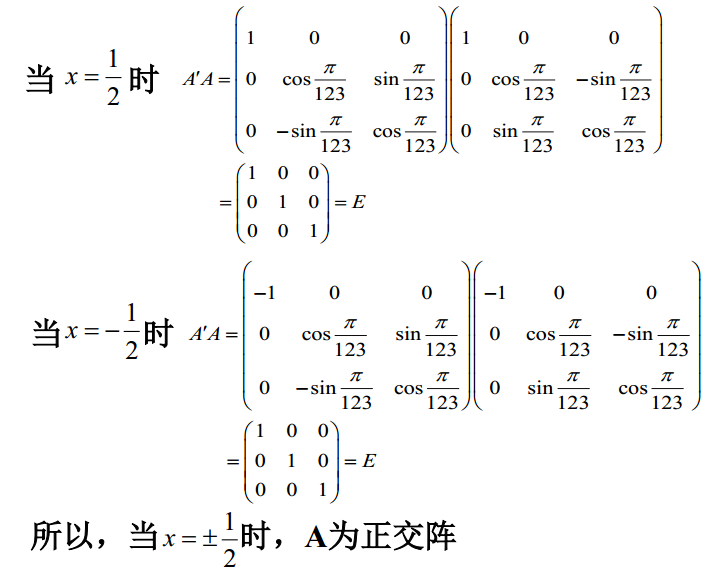 当 x = 1/2 时 A′A = ( 1 0 0 ) ( 1 0 0 )
( 0 cos π/123 sin π/123 ) ( 0 cos π/123 −sin π/123 )
( 0 −sin π/123 cos π/123 ) ( 0 sin π/123 cos π/123 )
= ( 1 0 0 )
( 0 1 0 ) = E
( 0 0 1 )
当 x = −1/2 时 A′A = ( −1 0 0 ) ( −1 0 0 )
( 0 cos π/123 sin π/123 ) ( 0 cos π/123 −sin π/123 )
( 0 −sin π/123 cos π/123 ) ( 0 sin π/123 cos π/123 )
= ( 1 0 0 )
( 0 1 0 ) = E
( 0 0 1 )
所以，当 x = ± 1/2 时，A为正交阵